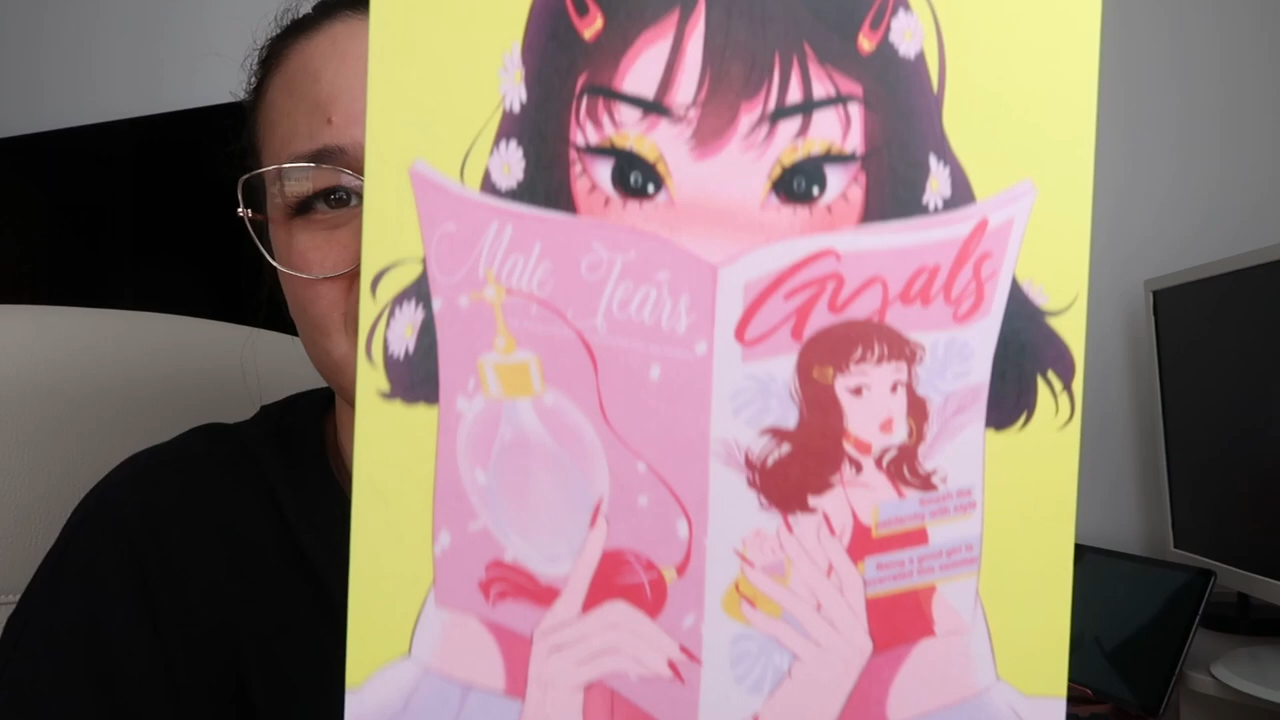 Male Tears
Gyals
Smash the
patriarchy with style
Being a good girl is
overrated this summer